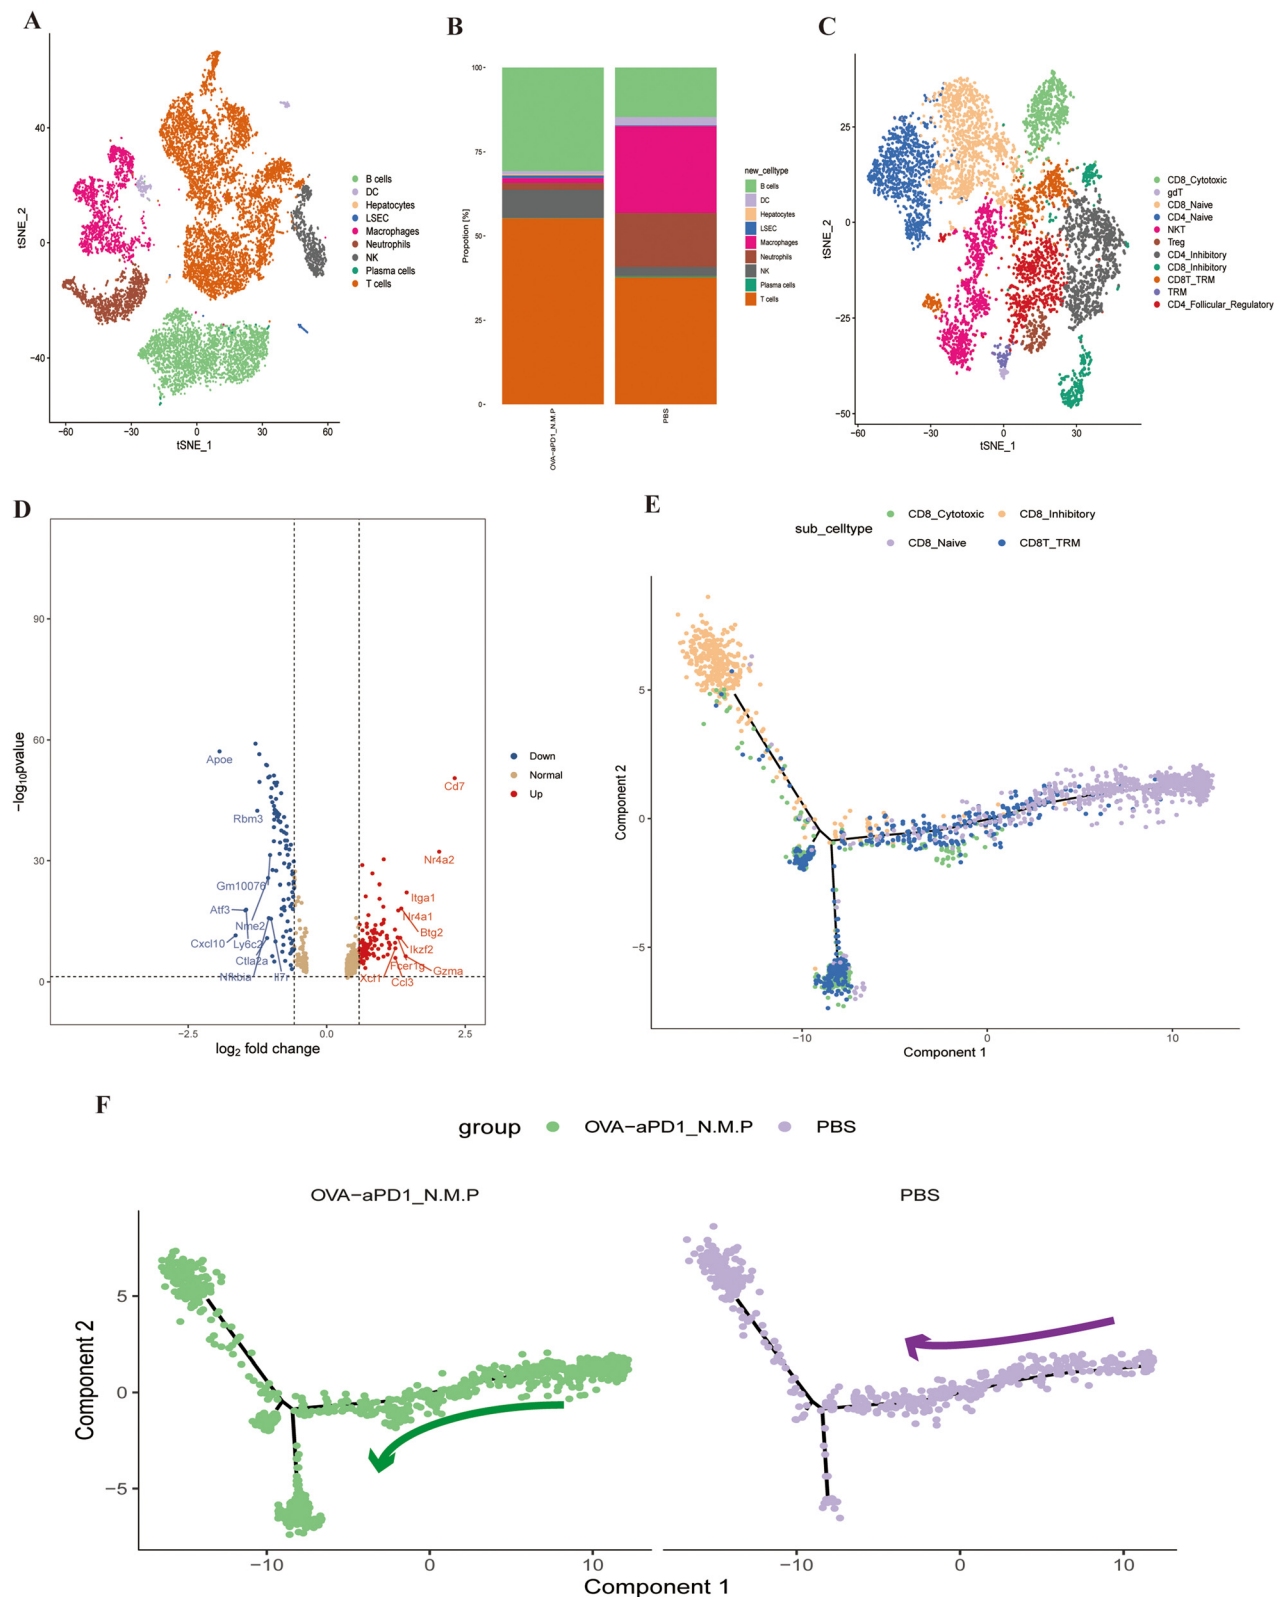 A
tSNE_2
40
0
−40
−60
−30
0
30
60
tSNE_1
B cells
DC
Hepatocytes
LSEC
Macrophages
Neutrophils
NK
Plasma cells
T cells
B
Proportion [%]
100
75
50
25
0
OVA−aPD1_N.M.P
PBS
new_celltype
B cells
DC
Hepatocytes
LSEC
Macrophages
Neutrophils
NK
Plasma cells
T cells
C
tSNE_2
25
0
−25
−50
−60
−30
0
30
tSNE_1
CD8_Cytotoxic
gdT
CD8_Naive
CD4_Naive
NKT
Treg
CD4_Inhibitory
CD8_Inhibitory
CD8T_TRM
TRM
CD4_Follicular_Regulatory
D
−log10pvalue
90
60
30
0
−2.5
0.0
2.5
log2 fold change
Apoe
Rbm3
Gm10076
Atf3
Nme2
Cxcl10
Ly6c2
Ctla2a
Nfkbia
Il7r
Cd7
Nr4a2
Itga1
Nr4a1
Btg2
Ikzf2
Fcer1g
Gzma
Xcl1
Ccl3
Down
Normal
Up
E
sub_celltype
CD8_Cytotoxic
CD8_Inhibitory
CD8_Naive
CD8T_TRM
Component 2
5
0
−5
−10
0
10
Component 1
F
group
OVA−aPD1_N.M.P
PBS
OVA−aPD1_N.M.P
PBS
Component 2
5
0
−5
−10
0
10
−10
0
10
Component 1